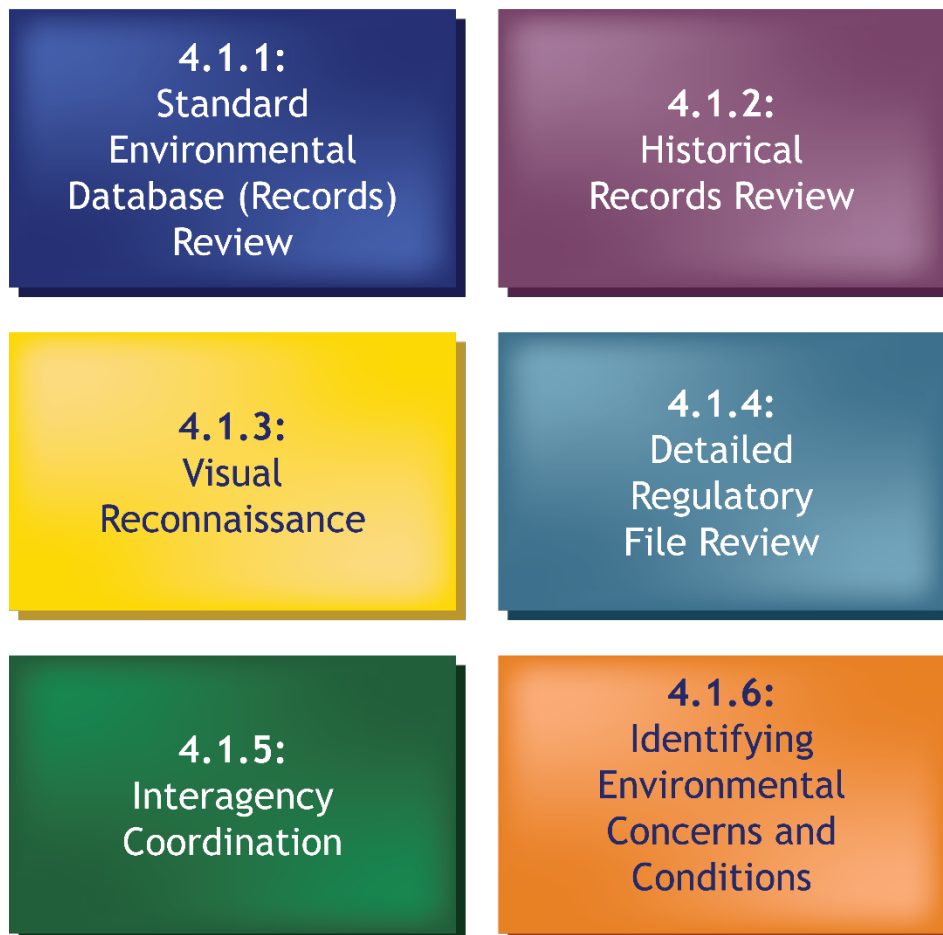 4.1.1:
Standard
Environmental
Database (Records)
Review
4.1.2:
Historical
Records Review
4.1.3:
Visual
Reconnaissance
4.1.4:
Detailed
Regulatory
File Review
4.1.5:
Interagency
Coordination
4.1.6:
Identifying
Environmental
Concerns and
Conditions